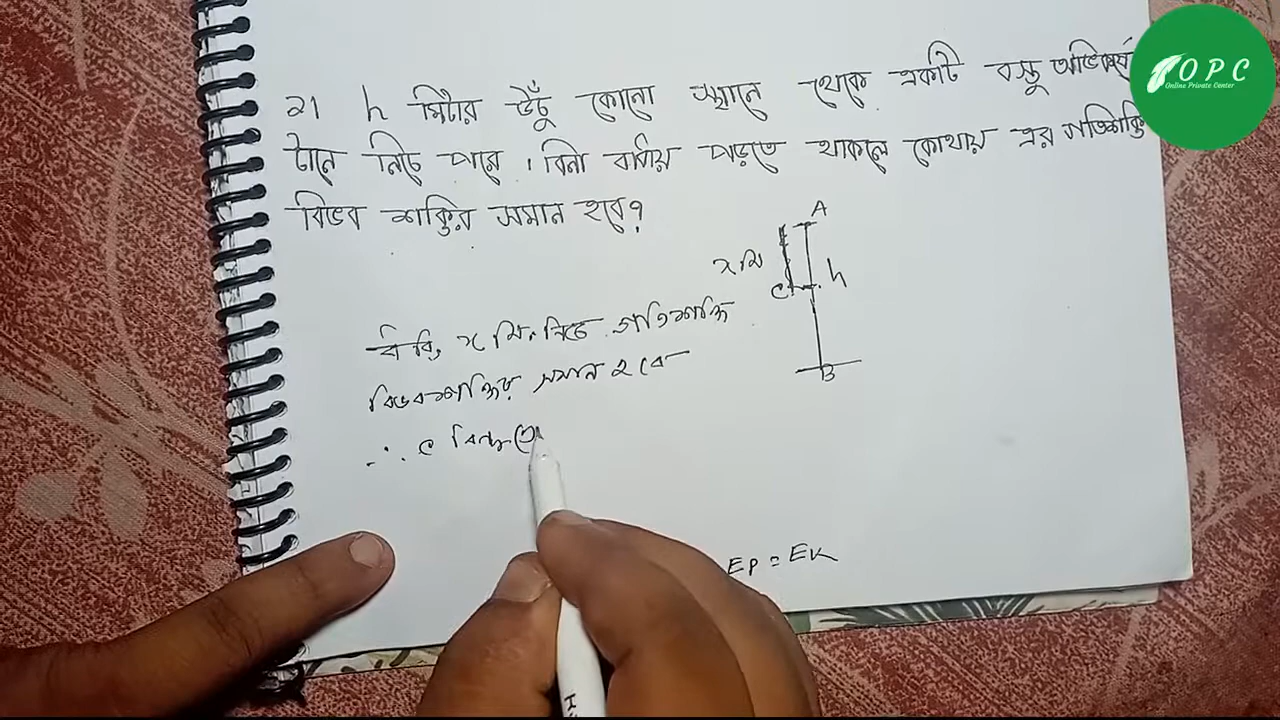 ২। h মিটার উঁচু কোনো স্থানে থেকে একটি বস্তু অভিকর্ষ
টানে নিচে পরে। বিনা বাধায় পড়তে থাকলে কোথায় এর গতিশক্তি
বিভব শক্তির সমান হবে?
A
x মি
C
h
B
ধরি, x মি. নিচে গতিশক্তি
বিভবশক্তির সমান হবে
∴ C বিন্দুতে
EP = EK
OPC
Online Private Center